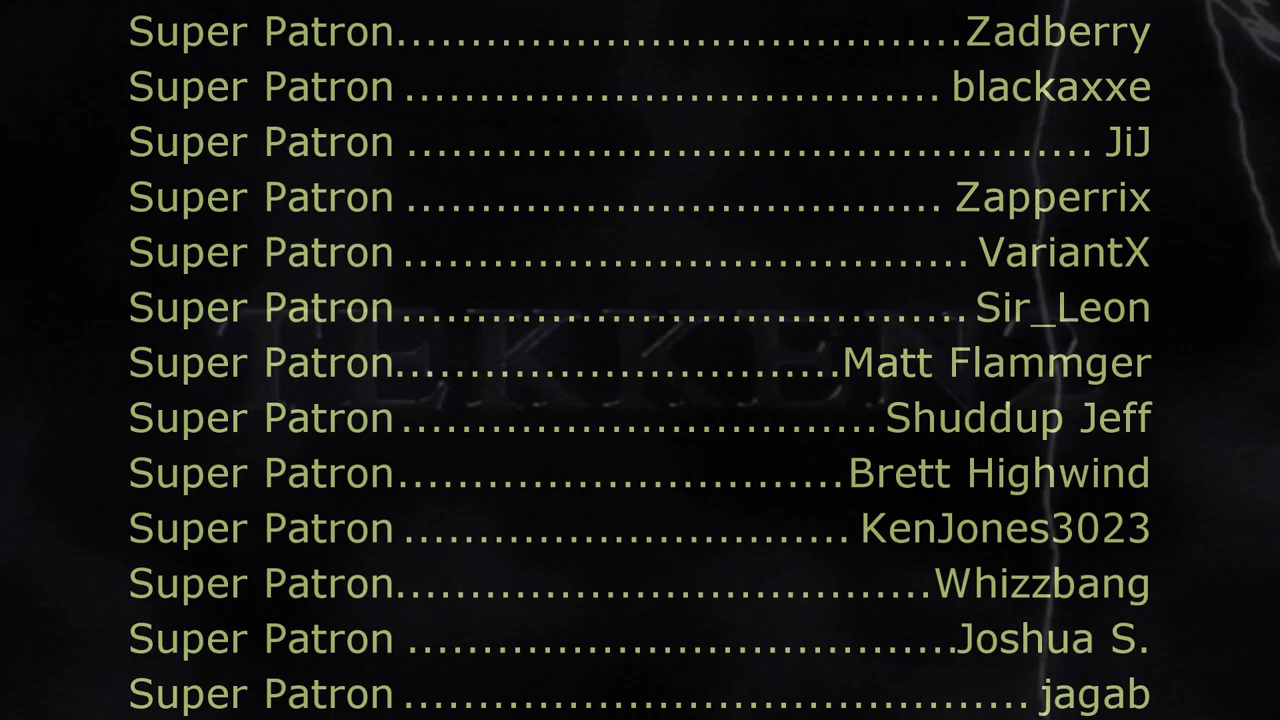 Super Patron......................................Zadberry
Super Patron .................................... blackaxxe
Super Patron .............................................. JiJ
Super Patron .................................... Zapperrix
Super Patron ...................................... VariantX
Super Patron...................................... Sir_Leon
TEKKEN 2
Super Patron..............................Matt Flammger
Super Patron................................ Shuddup Jeff
Super Patron..............................Brett Highwind
Super Patron .............................. KenJones3023
Super Patron....................................Whizzbang
Super Patron .....................................Joshua S.
Super Patron .......................................... jagab